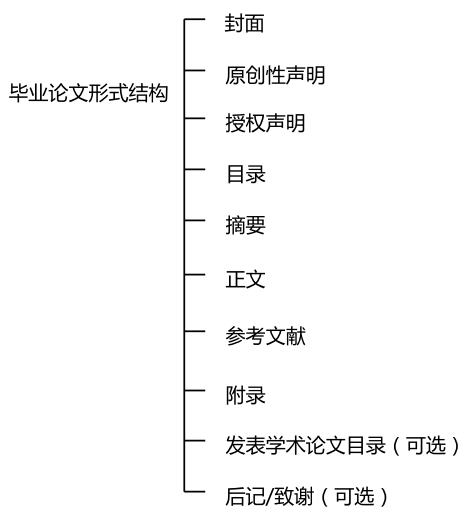 毕业论文形式结构
封面
原创性声明
授权声明
目录
摘要
正文
参考文献
附录
发表学术论文目录（可选）
后记/致谢（可选）